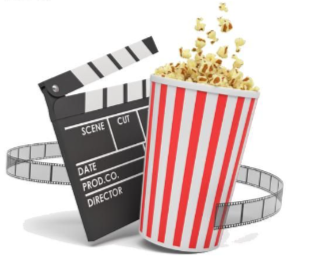 SCENE CUT
DATE
PROD.CO.
DIRECTOR